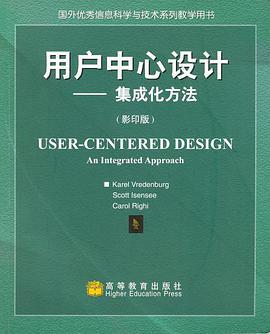 国外优秀信息科学与技术系列教学用书
用户中心设计
—— 集成化方法
(影印版)
USER-CENTERED DESIGN
An Integrated Approach
■ Karel Vredenburg
Scott Isensee
Carol Righi
高等教育出版社
Higher Education Press